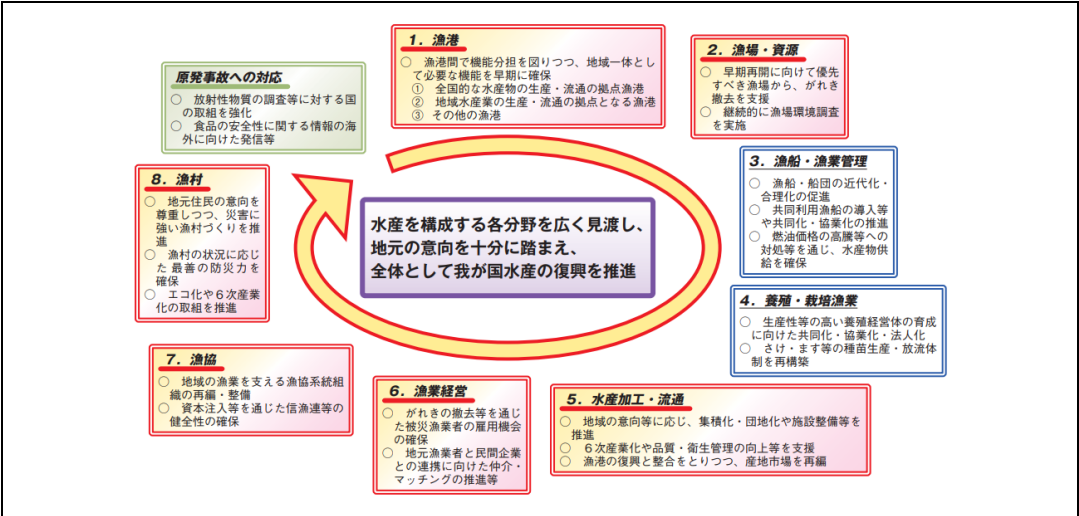 1．漁港
○　漁港間で機能分担を図りつつ、地域一体とし
て必要な機能を早期に確保
①　全国的な水産物の生産・流通の拠点漁港
②　地域水産業の生産・流通の拠点となる漁港
③　その他の漁港
2．漁場・資源
○　早期再開に向けて優先
すべき漁場から、がれき
撤去を支援
○　継続的に漁場環境調査
を実施
3．漁船・漁業管理
○　漁船・船団の近代化・
合理化の促進
○　共同利用漁船の導入等
や共同化・協業化の推進
○　燃油価格の高騰等への
対処等を通じ、水産物供
給を確保
4．養殖・栽培漁業
○　生産性等の高い養殖経営体の育成
に向けた共同化・協業化・法人化
○　さけ・ます等の種苗生産・放流体
制を再構築
5．水産加工・流通
○　地域の意向等に応じ、集積化・団地化や施設整備等を
推進
○　６次産業化や品質・衛生管理の向上等を支援
○　漁港の復興と整合をとりつつ、産地市場を再編
6．漁業経営
○　がれきの撤去等を通じ
た被災漁業者の雇用機会
の確保
○　地元漁業者と民間企業
との連携に向けた仲介・
マッチングの推進等
7．漁協
○　地域の漁業を支える漁協系統組
織の再編・整備
○　資本注入等を通じた信漁連等の
健全性の確保
8．漁村
○　地元住民の意向を
尊重しつつ、災害に
強い漁村づくりを推
進
○　漁村の状況に応じ
た最善の防災力を
確保
○　エコ化や６次産業
化の取組を推進
原発事故への対応
○　放射性物質の調査等に対する国
の取組を強化
○　食品の安全性に関する情報の海
外に向けた発信等
水産を構成する各分野を広く見渡し、
地元の意向を十分に踏まえ、
全体として我が国水産の復興を推進